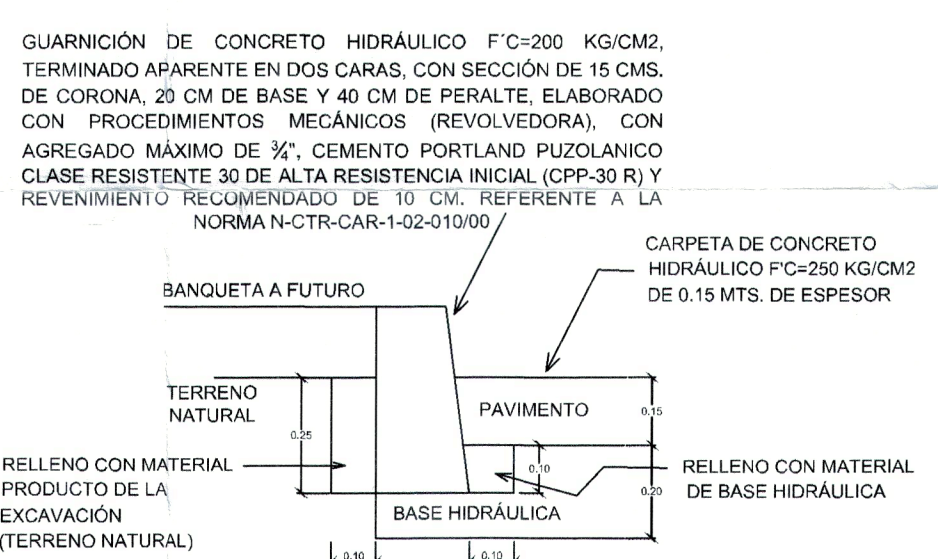 GUARNICIÓN DE CONCRETO HIDRÁULICO F´C=200 KG/CM2,
TERMINADO APARENTE EN DOS CARAS, CON SECCIÓN DE 15 CMS.
DE CORONA, 20 CM DE BASE Y 40 CM DE PERALTE, ELABORADO
CON PROCEDIMIENTOS MECÁNICOS (REVOLVEDORA), CON
AGREGADO MÁXIMO DE ¾", CEMENTO PORTLAND PUZOLANICO
CLASE RESISTENTE 30 DE ALTA RESISTENCIA INICIAL (CPP-30 R) Y
REVENIMIENTO RECOMENDADO DE 10 CM. REFERENTE A LA
NORMA N-CTR-CAR-1-02-010/00
CARPETA DE CONCRETO
HIDRÁULICO F'C=250 KG/CM2
DE 0.15 MTS. DE ESPESOR
BANQUETA A FUTURO
TERRENO
NATURAL
PAVIMENTO
0.15
0.25
RELLENO CON MATERIAL
PRODUCTO DE LA
EXCAVACIÓN
(TERRENO NATURAL)
0.10
RELLENO CON MATERIAL
DE BASE HIDRÁULICA
0.20
BASE HIDRÁULICA
0.10
0.10